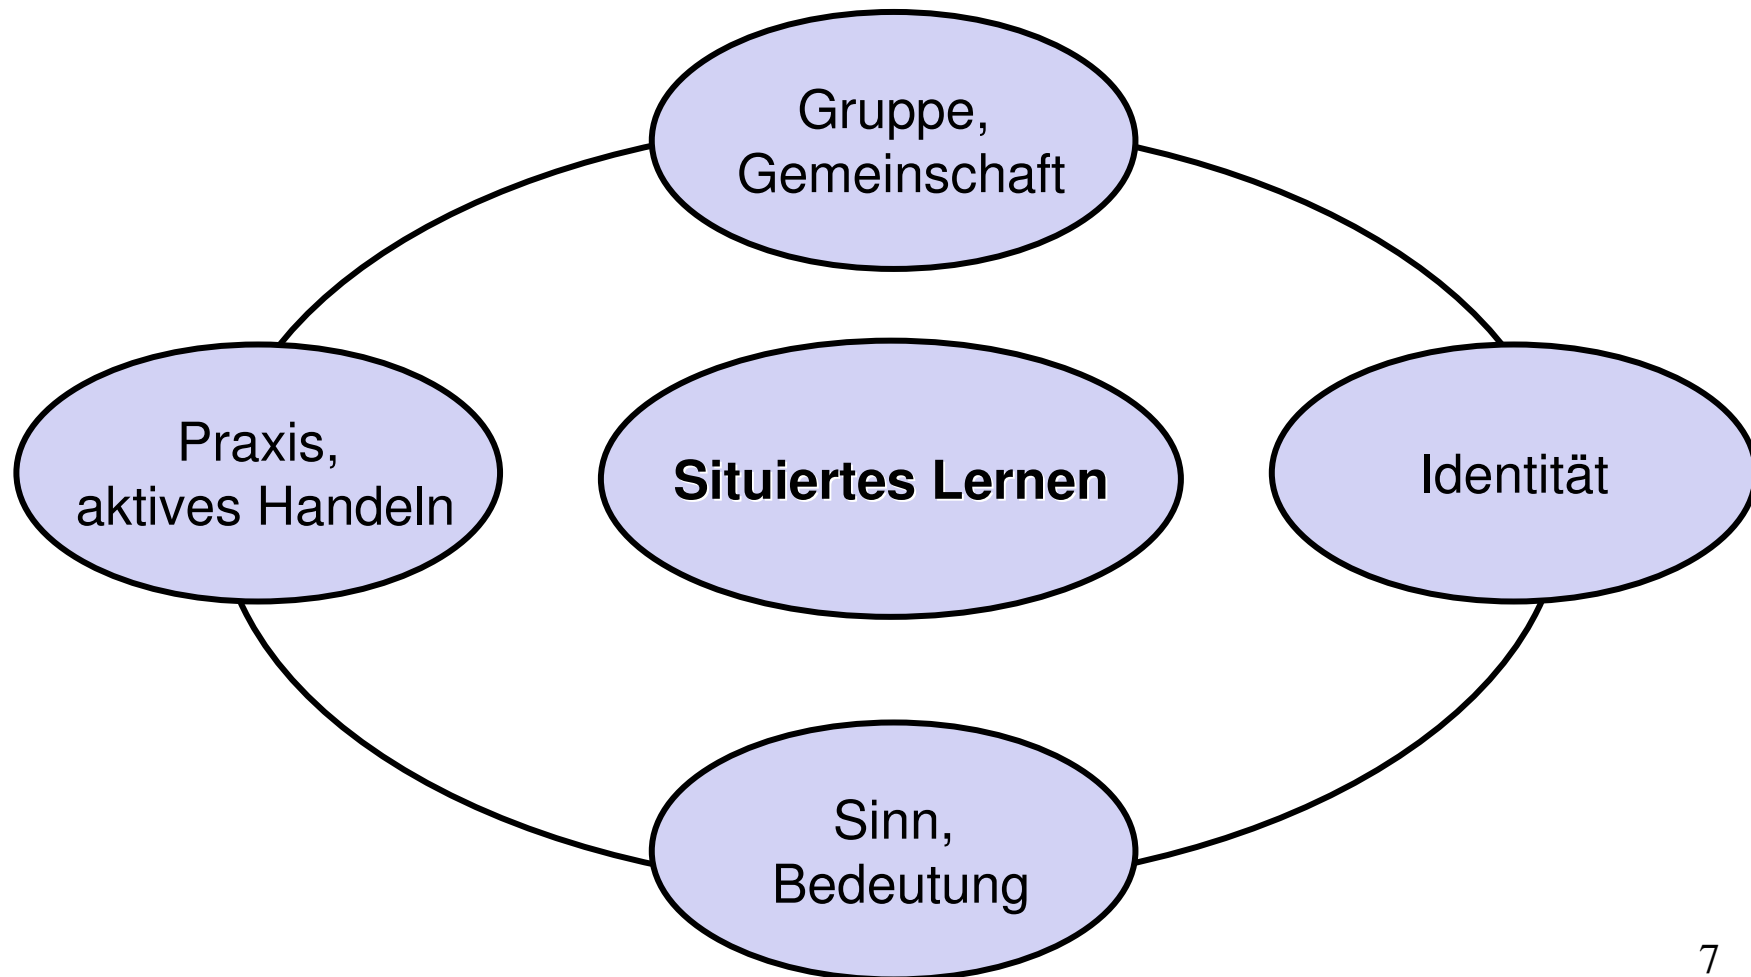 Gruppe,
Gemeinschaft
Praxis,
aktives Handeln
Situiertes Lernen
Identität
Sinn,
Bedeutung
7